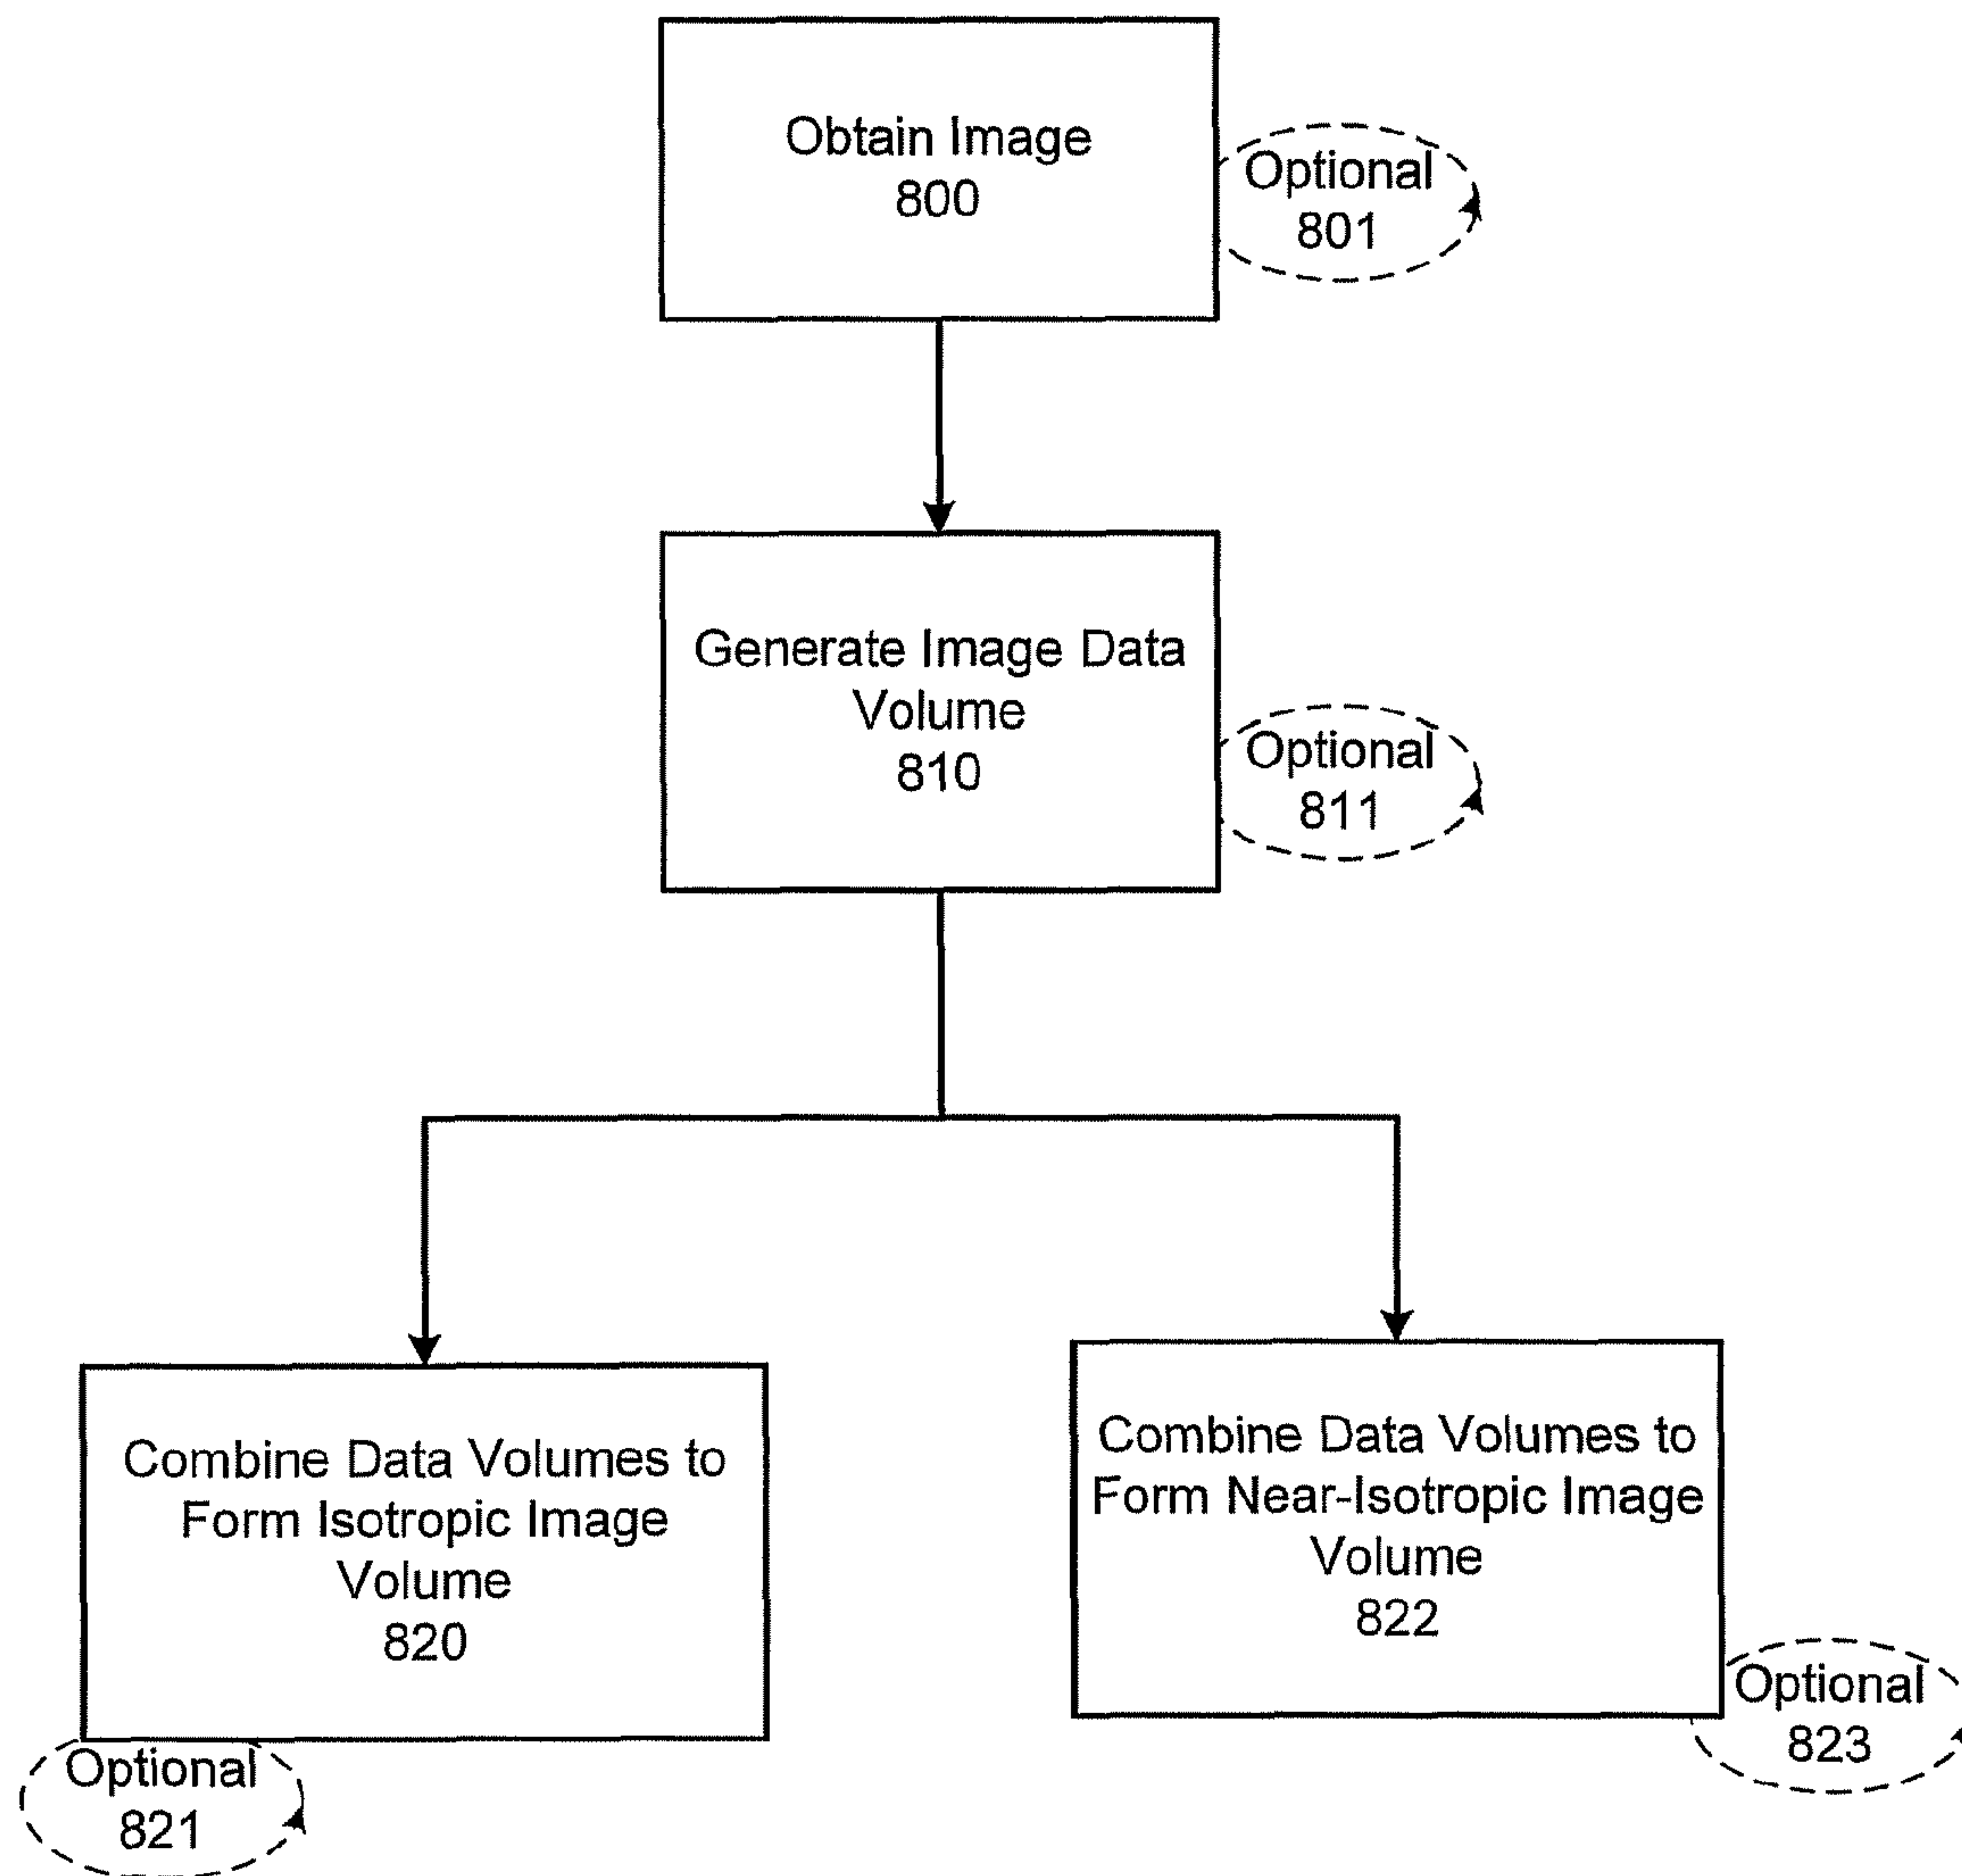 Obtain Image
800
Optional
801
Generate Image Data
Volume
810
Optional
811
Combine Data Volumes to
Form Isotropic Image
Volume
820
Optional
821
Combine Data Volumes to
Form Near-Isotropic Image
Volume
822
Optional
823